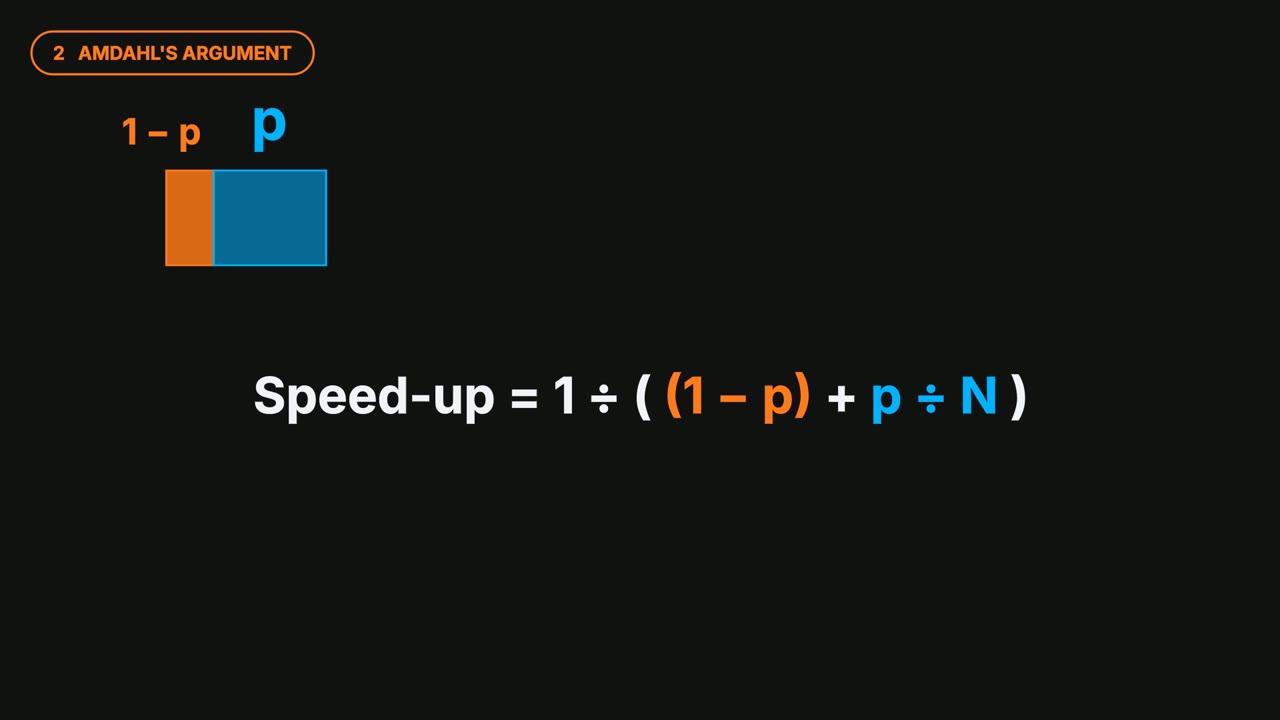 2 AMDAHL'S ARGUMENT
1 – p p
Speed-up = 1 ÷ ( (1 – p) + p ÷ N )